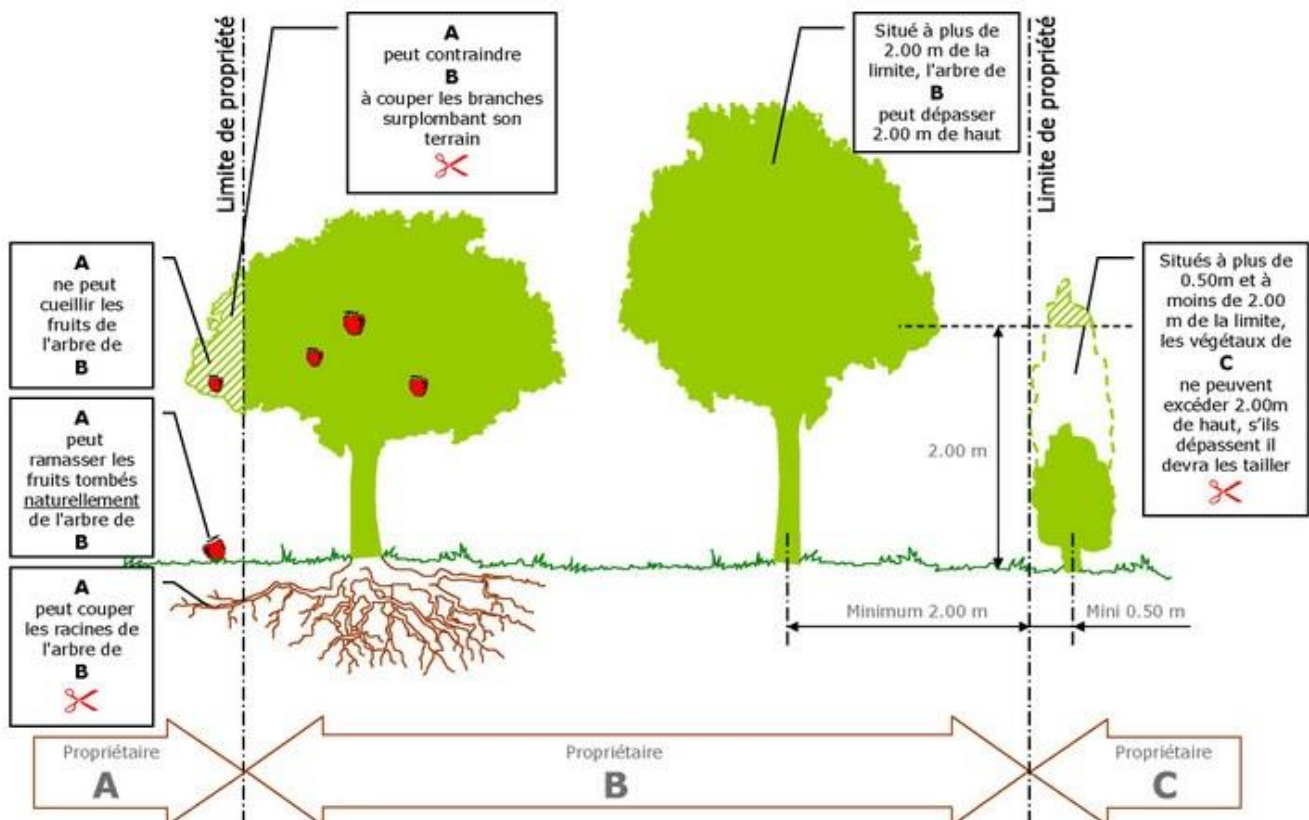 Limite de propriété
A
peut contraindre
B
à couper les branches
surplombant son
terrain
Situé à plus de
2.00 m de la
limite, l'arbre de
B
peut dépasser
2.00 m de haut
Limite de propriété
A
ne peut
cueillir les
fruits de
l'arbre de
B
Situés à plus de
0.50m et à
moins de 2.00
m de la limite,
les végétaux de
C
ne peuvent
excéder 2.00m
de haut, s'ils
dépassent il
devra les tailler
A
peut
ramasser les
fruits tombés
naturellement
de l'arbre de
B
2.00 m
A
peut couper
les racines de
l'arbre de
B
Minimum 2.00 m
Mini 0.50 m
Propriétaire
A
Propriétaire
B
Propriétaire
C